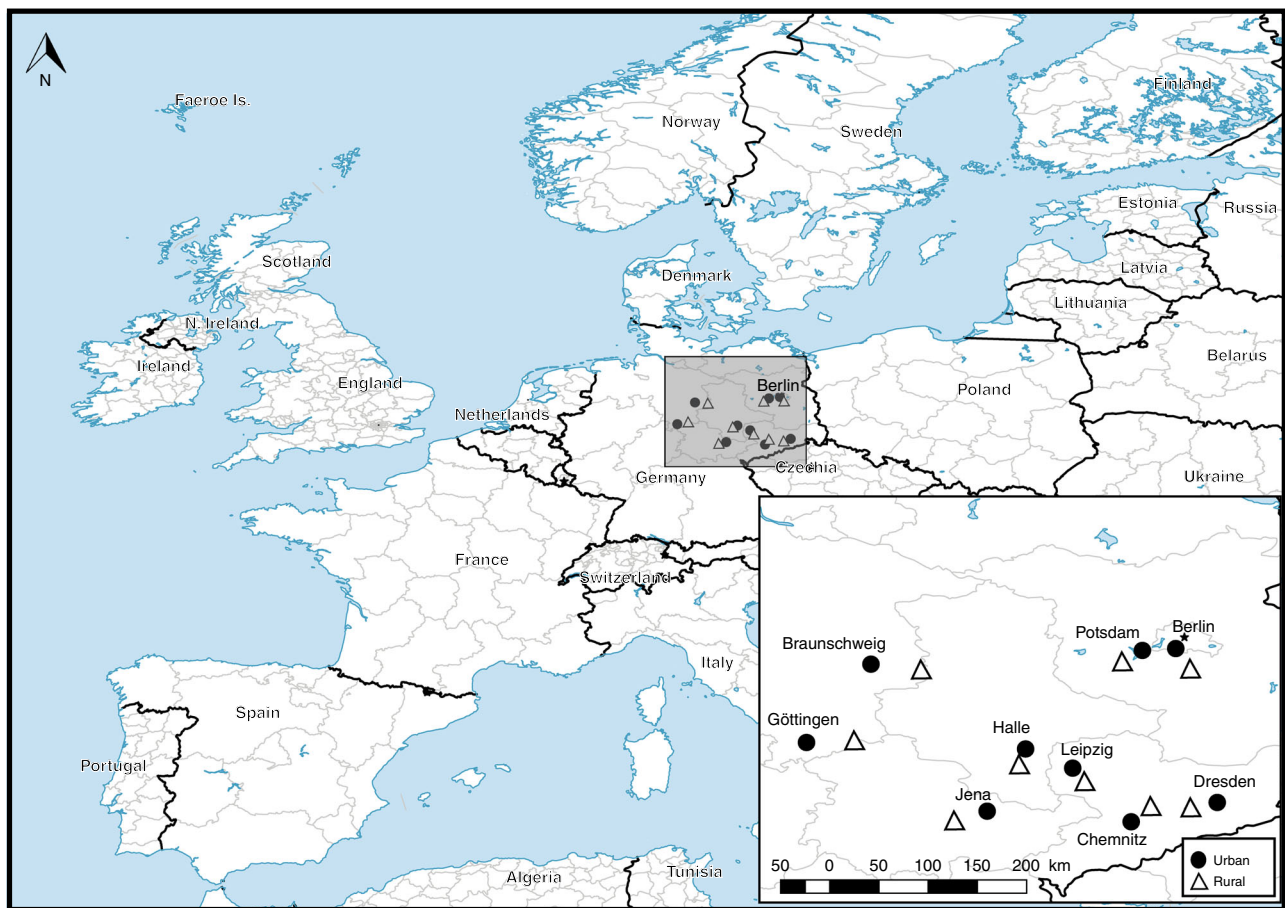 N
Faeroe Is.
Norway
Sweden
Finland
Estonia
Russia
Scotland
Denmark
Latvia
Lithuania
N. Ireland
Ireland
England
Belarus
Berlin
Poland
Netherlands
Czechia
Germany
Ukraine
France
Switzerland
Italy
Spain
Portugal
Algeria
Tunisia
Braunschweig
Potsdam
Berlin
Göttingen
Halle
Leipzig
Jena
Dresden
Chemnitz
50 0 50 100 150 200 km
Urban
Rural